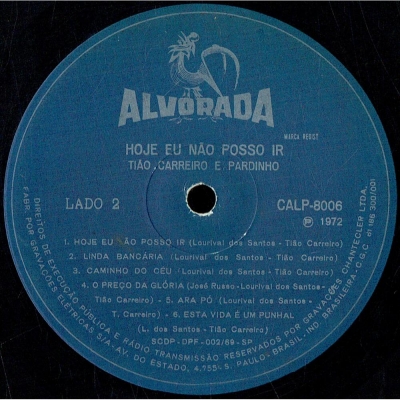 ALVORADA
MARCA REGIST.
HOJE EU NÃO POSSO IR
TIÃO CARREIRO E PARDINHO
LADO 2
CALP-8006
℗ 1972
1. HOJE EU NÃO POSSO IR (Lourival dos Santos - Tião Carreiro)
2. LINDA BANCÁRIA (Lourival dos Santos - Tião Carreiro)
3. CAMINHO DO CÉU (Lourival dos Santos - Tião Carreiro)
4. O PREÇO DA GLÓRIA (José Russo - Lourival dos Santos -
Tião Carreiro) - 5. ARA PÓ (Lourival dos Santos -
T. Carreiro) - 6. ESTA VIDA É UM PUNHAL
(L. dos Santos - Tião Carreiro)
SCDP-DPF-002/69-SP
DIREITOS DE EXECUÇÃO PÚBLICA E RÁDIO TRANSMISSÃO RESERVADOS POR GRAVAÇÕES CHANTECLER LTDA.
FABR. POR GRAVAÇÕES ELÉTRICAS S/A - AV. DO ESTADO, 4.755 - S. PAULO - BRASIL. IND. BRASILEIRA - C.G.C.